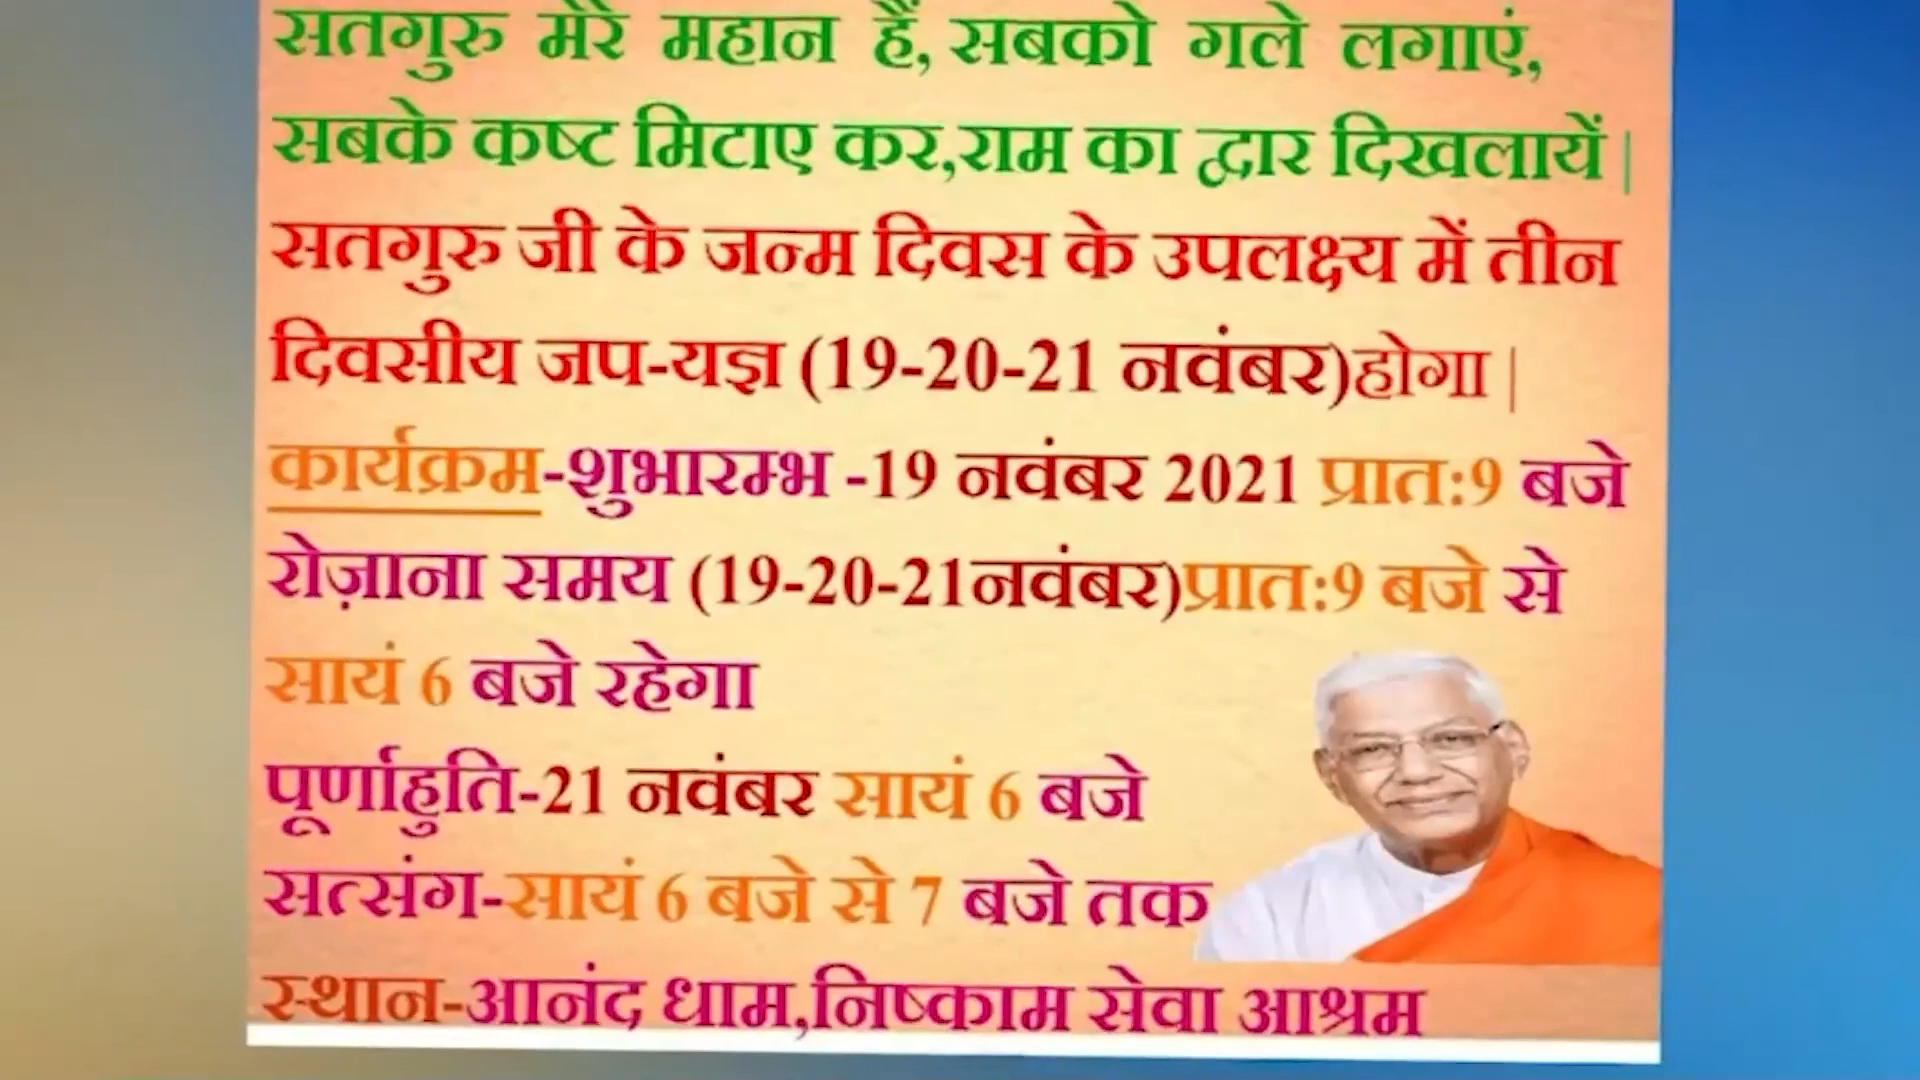 सतगुरु मेरे महान हैं, सबको गले लगाएं,
सबके कष्ट मिटाए कर,राम का द्वार दिखलायें |
सतगुरु जी के जन्म दिवस के उपलक्ष्य में तीन
दिवसीय जप-यज्ञ (19-20-21 नवंबर)होगा |
कार्यक्रम-शुभारम्भ -19 नवंबर 2021 प्रात:9 बजे
रोज़ाना समय (19-20-21नवंबर)प्रात:9 बजे से
सायं 6 बजे रहेगा
पूर्णाहुति-21 नवंबर सायं 6 बजे
सत्संग-सायं 6 बजे से 7 बजे तक
स्थान-आनंद धाम,निष्काम सेवा आश्रम